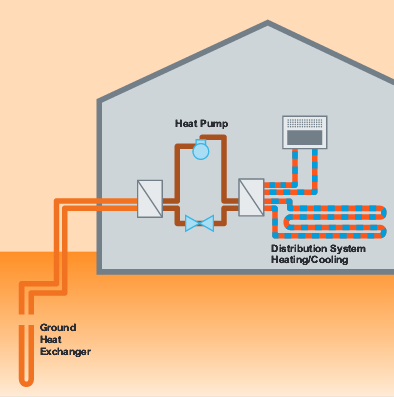 Heat Pump
Distribution System
Heating/Cooling
Ground
Heat
Exchanger